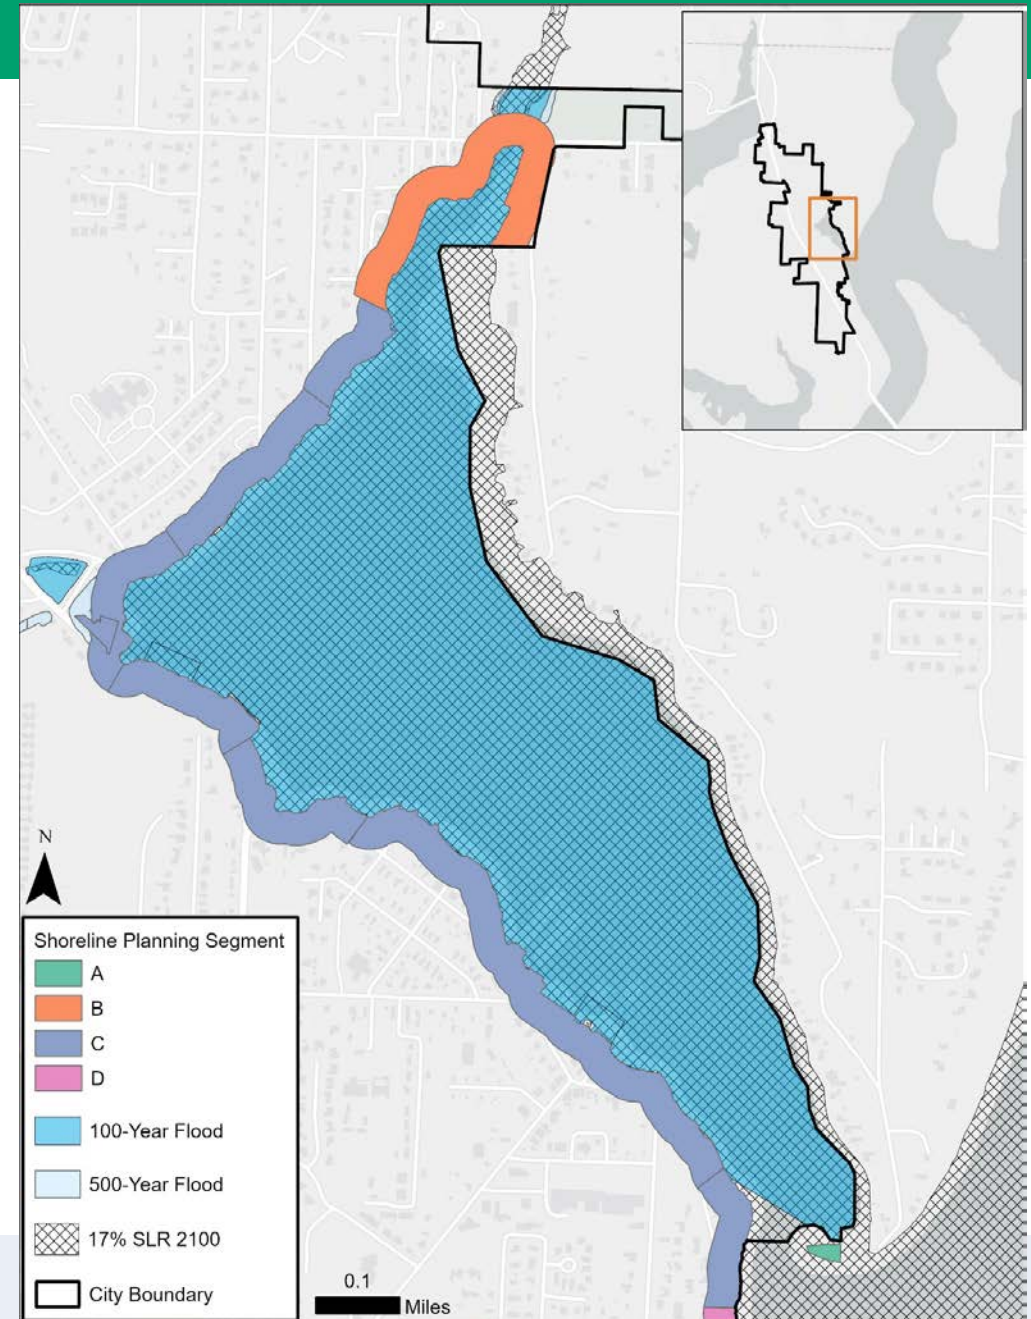 N
Shoreline Planning Segment
A
B
C
D
100-Year Flood
500-Year Flood
17% SLR 2100
City Boundary
0.1
Miles